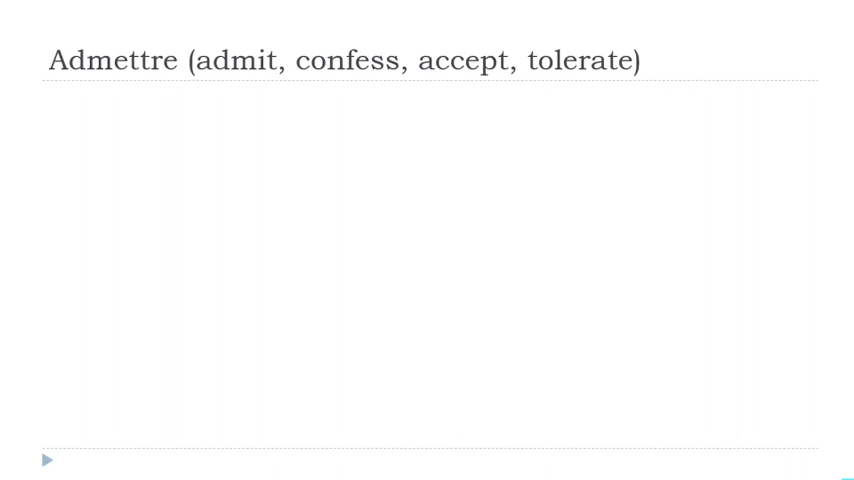 Admettre (admit, confess, accept, tolerate)